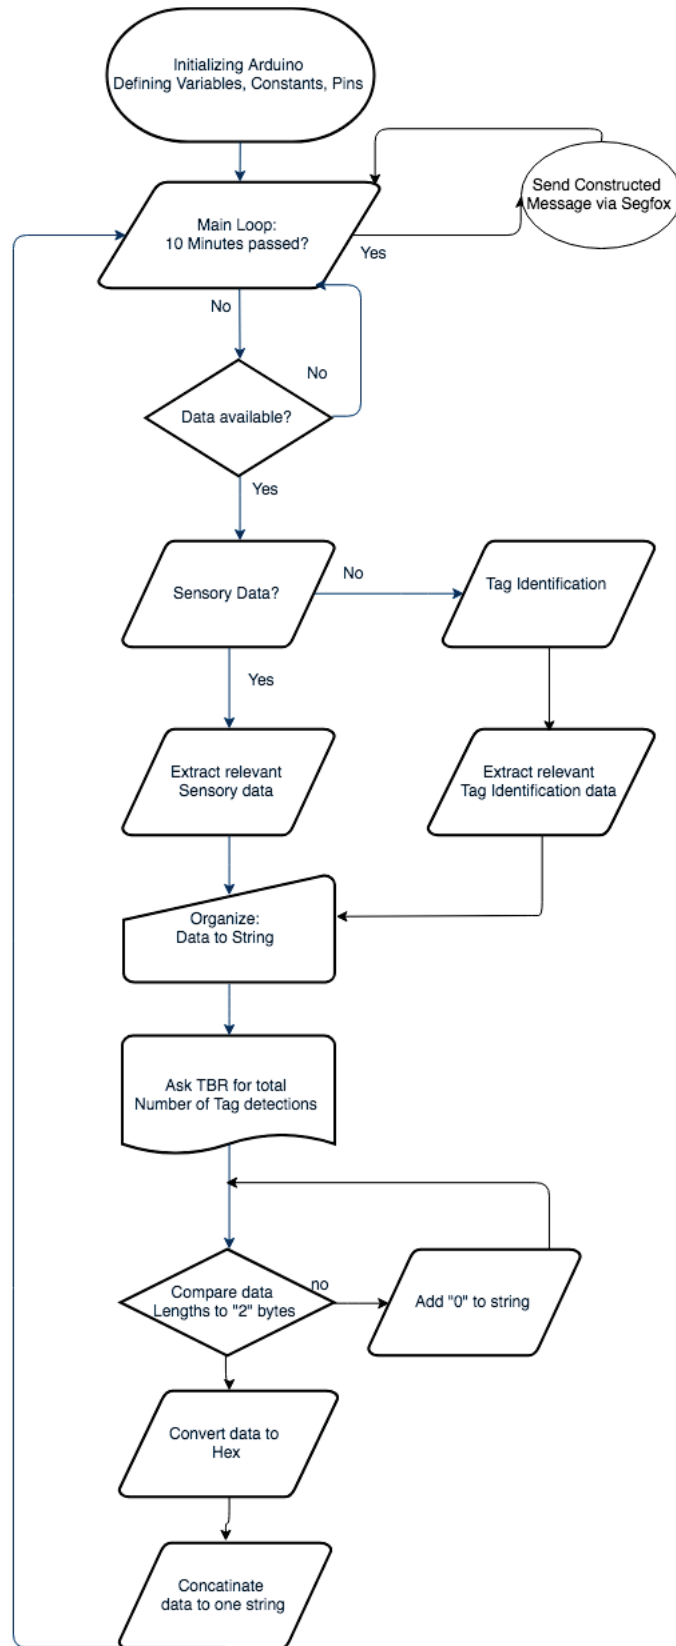 Initializing Arduino
Defining Variables, Constants, Pins
Send Constructed
Message via Segfox
Main Loop:
10 Minutes passed?
Yes
No
No
Data available?
Yes
Sensory Data?
No
Tag Identification
Yes
Extract relevant
Sensory data
Extract relevant
Tag Identification data
Organize:
Data to String
Ask TBR for total
Number of Tag detections
Compare data
Lengths to "2" bytes
no
Add "0" to string
Convert data to
Hex
Concatinate
data to one string